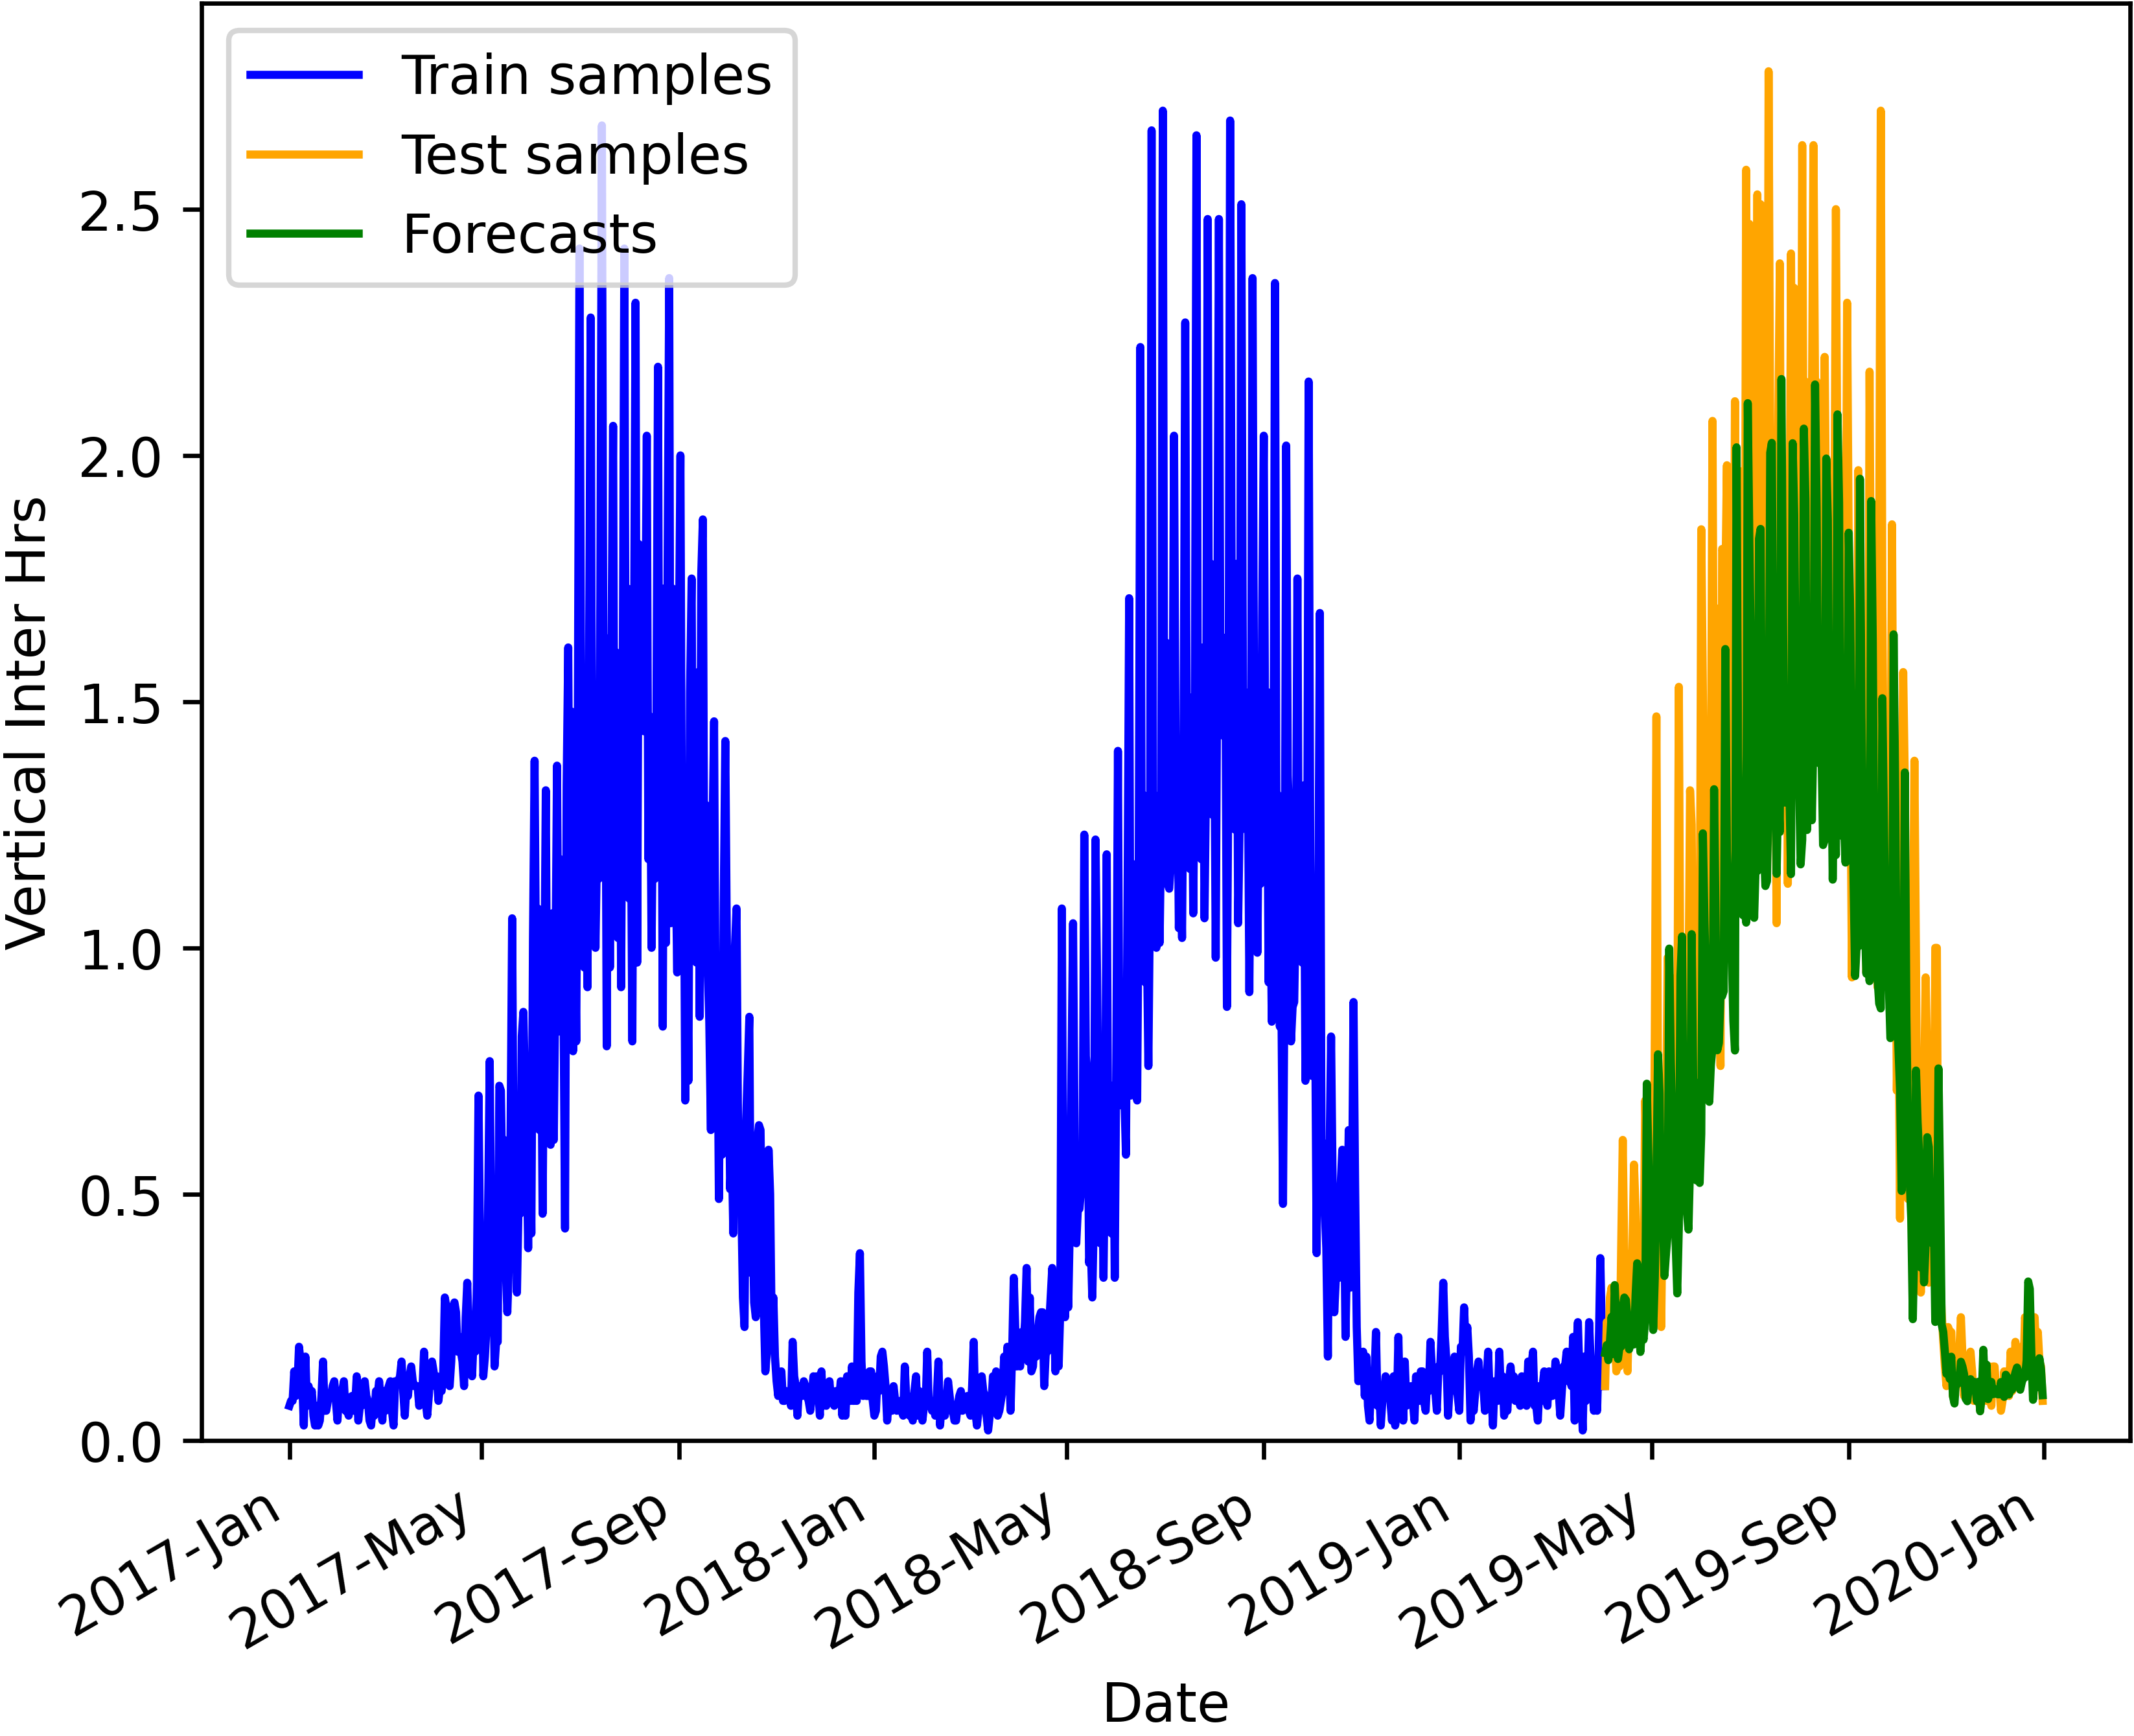 Train samples
Test samples
Forecasts
Vertical Inter Hrs
2.5
2.0
1.5
1.0
0.5
0.0
2017-Jan
2017-May
2017-Sep
2018-Jan
2018-May
2018-Sep
2019-Jan
2019-May
2019-Sep
2020-Jan
Date